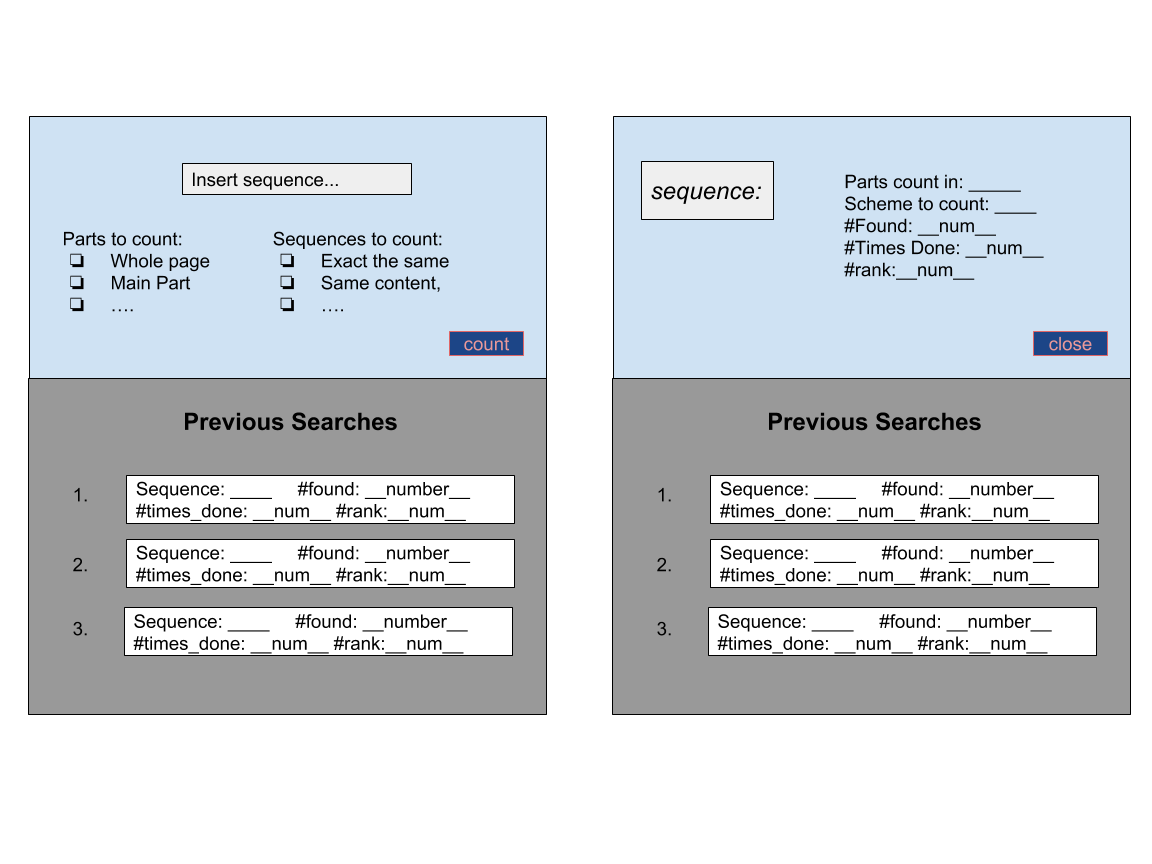 Insert sequence...
Parts to count:
❏ Whole page
❏ Main Part
❏ ….
Sequences to count:
❏ Exact the same
❏ Same content,
❏ ….
count
Previous Searches
1.
Sequence: ____ #found: __number__
#times_done: __num__ #rank:__num__
2.
Sequence: ____ #found: __number__
#times_done: __num__ #rank:__num__
3.
Sequence: ____ #found: __number__
#times_done: __num__ #rank:__num__
sequence:
Parts count in: _____
Scheme to count: ____
#Found: __num__
#Times Done: __num__
#rank:__num__
close
Previous Searches
1.
Sequence: ____ #found: __number__
#times_done: __num__ #rank:__num__
2.
Sequence: ____ #found: __number__
#times_done: __num__ #rank:__num__
3.
Sequence: ____ #found: __number__
#times_done: __num__ #rank:__num__